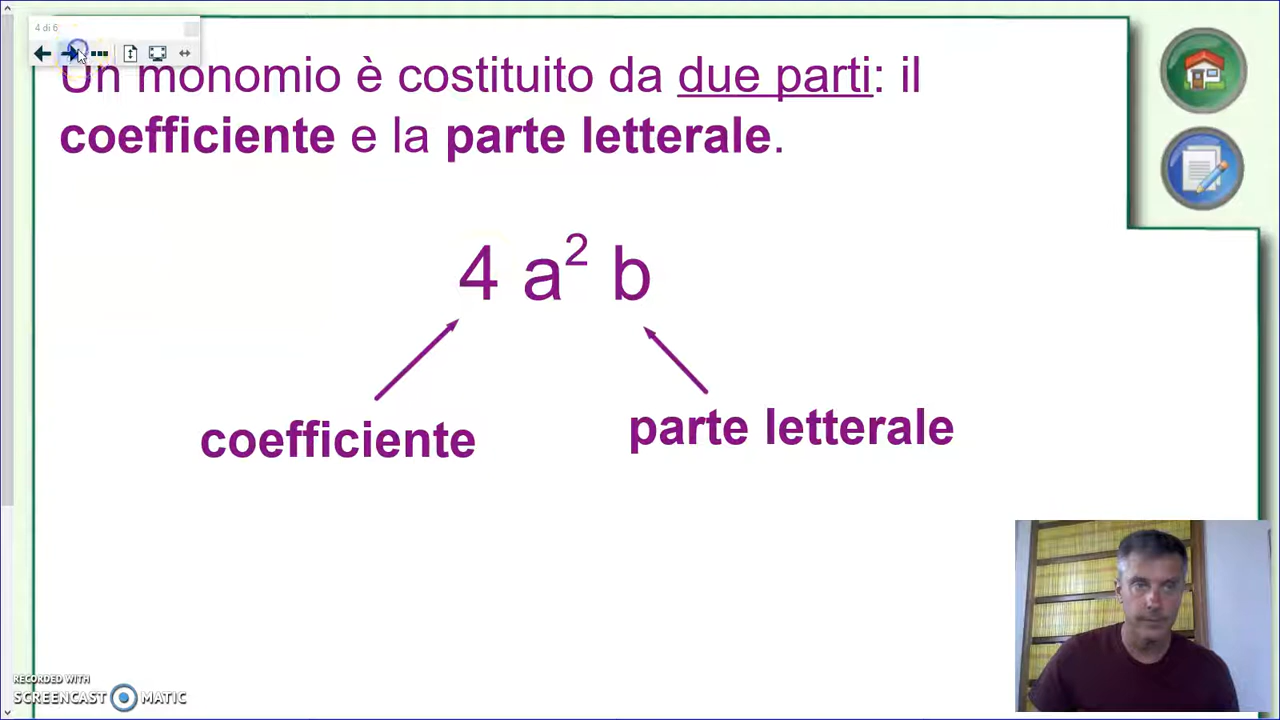 4 di 6
Un monomio è costituito da due parti: il
coefficiente e la parte letterale.
4 a² b
coefficiente
parte letterale
RECORDED WITH
SCREENCAST MATIC